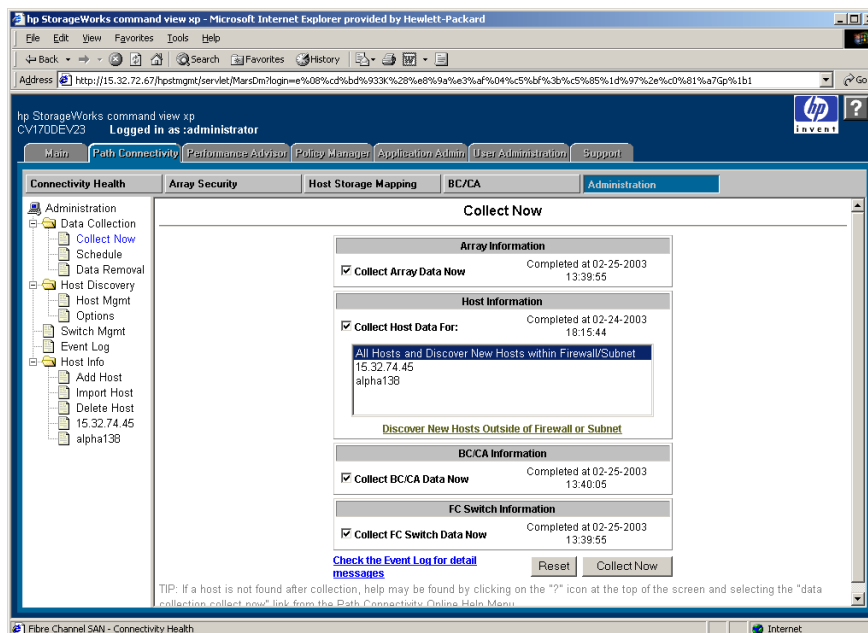 hp StorageWorks command view xp - Microsoft Internet Explorer provided by Hewlett-Packard
File Edit View Favorites Tools Help
Back Search Favorites History
Address http://15.32.72.67/hpstmgmt/servlet/MarsDm?login=e%08%cd%bd%933K%28%e8%9a%e3%af%04%c5%bf%3b%c5%85%1d%97%2e%c0%81%a7Gp%1b1 Go
hp StorageWorks command view xp
CV170DEV23 Logged in as :administrator
hp invent ?
Main Path Connectivity Performance Advisor Policy Manager Application Admin User Administration Support
Connectivity Health Array Security Host Storage Mapping BC/CA Administration
Administration
Data Collection
Collect Now
Schedule
Data Removal
Host Discovery
Host Mgmt
Options
Switch Mgmt
Event Log
Host Info
Add Host
Import Host
Delete Host
15.32.74.45
alpha138
Collect Now
Array Information
Collect Array Data Now
Completed at 02-25-2003
13:39:55
Host Information
Collect Host Data For:
Completed at 02-24-2003
18:15:44
All Hosts and Discover New Hosts within Firewall/Subnet
15.32.74.45
alpha138
Discover New Hosts Outside of Firewall or Subnet
BC/CA Information
Collect BC/CA Data Now
Completed at 02-25-2003
13:40:05
FC Switch Information
Collect FC Switch Data Now
Completed at 02-25-2003
13:39:55
Check the Event Log for detail
messages
Reset Collect Now
TIP: If a host is not found after collection, help may be found by clicking on the "?" icon at the top of the screen and selecting the "data
collection collect now" link from the Path Connectivity Online Help Menu
Fibre Channel SAN - Connectivity Health Internet